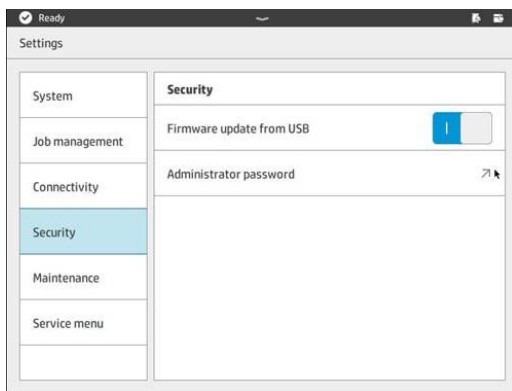 Ready
Settings
System
Job management
Connectivity
Security
Maintenance
Service menu
Security
Firmware update from USB
Administrator password